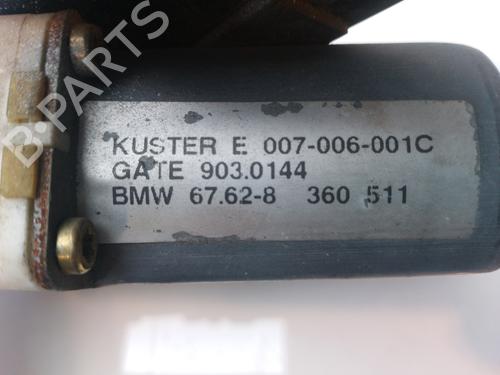 B-PARTS
KUSTER E 007-006-001C
GATE 903.0144
BMW 67.62-8 360 511